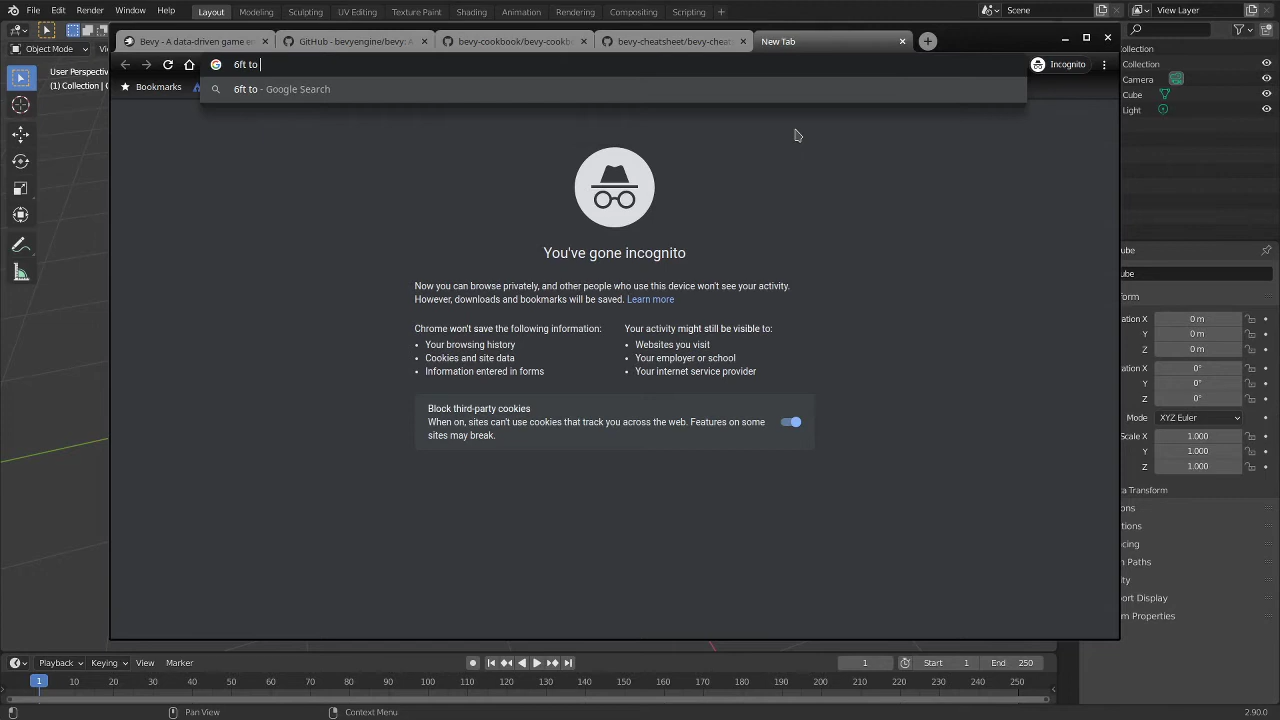 File Edit Render Window Help Layout Modeling Sculpting UV Editing Texture Paint Shading Animation Rendering Compositing Scripting Scene View Layer
Object Mode
Bevy - A data-driven game en GitHub - bevyengine/bevy: A bevy-cookbook/bevy-cookb bevy-cheatsheet/bevy-cheat New Tab
6ft to
Incognito
6ft to - Google Search
Bookmarks
User Perspectiv
(1) Collection |
Collection
Collection
Camera
Cube
Light
You've gone incognito
Now you can browse privately, and other people who use this device won't see your activity.
However, downloads and bookmarks will be saved. Learn more
Chrome won't save the following information:
Your browsing history
Cookies and site data
Information entered in forms
Your activity might still be visible to:
Websites you visit
Your employer or school
Your internet service provider
Block third-party cookies
When on, sites can't use cookies that track you across the web. Features on some
sites may break.
ube
ube
form
ation X 0 m
Y 0 m
Z 0 m
ation X 0°
Y 0°
Z 0°
Mode XYZ Euler
Scale X 1.000
Y 1.000
Z 1.000
ta Transform
ons
tions
cing
n Paths
ity
port Display
om Properties
Playback Keying View Marker 1 Start 1 End 250
1 10 20 30 40 50 60 70 80 90 100 110 120 130 140 150 160 170 180 190 200 210 220 230 240 250
Pan View Context Menu 2.90.0